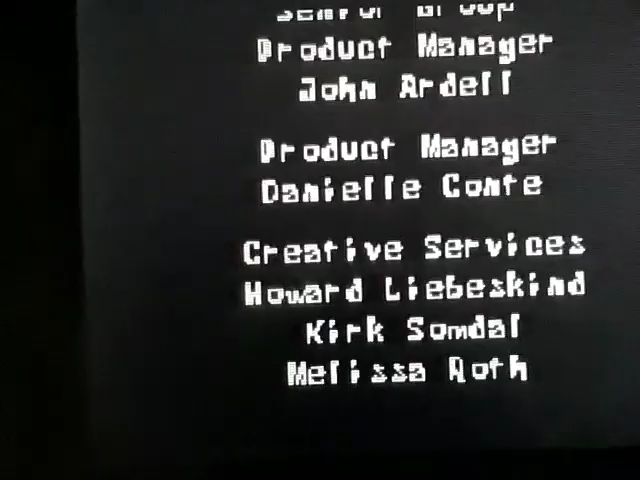 Product Manager
John Ardell
Product Manager
Danielle Conte
Creative Services
Howard Liebeskind
Kirk Somdal
Melissa Roth